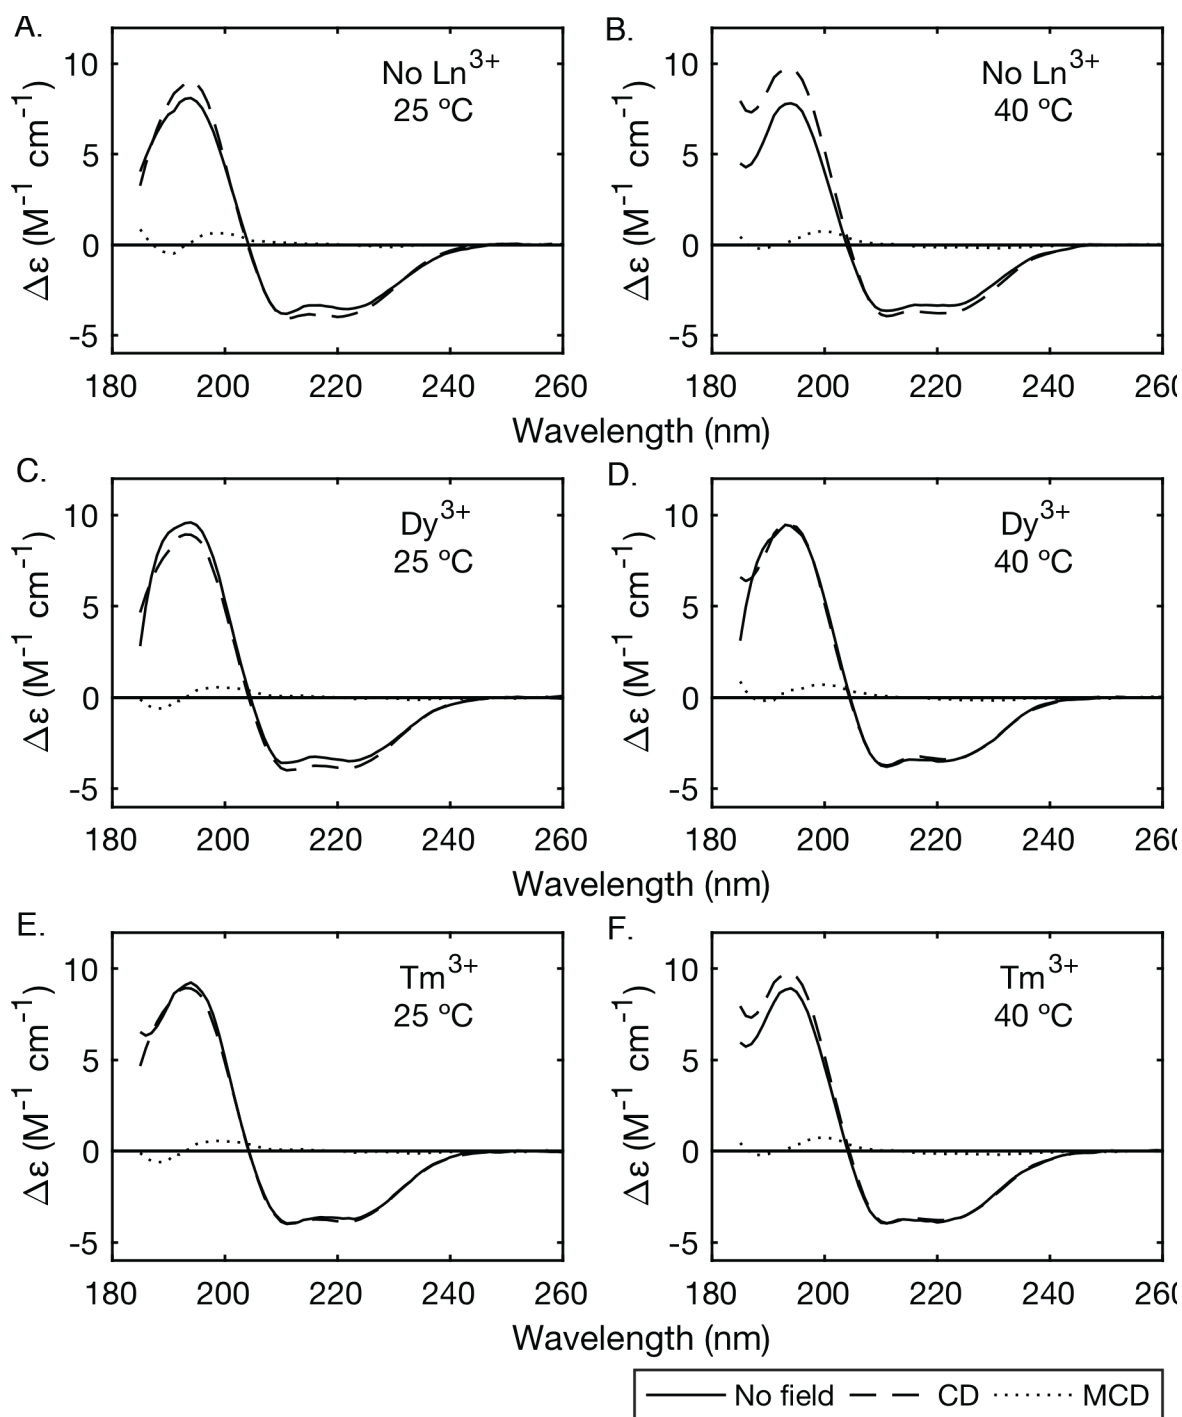 A.
Δε (M⁻¹ cm⁻¹)
10
5
0
-5
No Ln³⁺
25 ºC
180 200 220 240 260
B.
Δε (M⁻¹ cm⁻¹)
10
5
0
-5
No Ln³⁺
40 ºC
180 200 220 240 260
Wavelength (nm)
C.
Δε (M⁻¹ cm⁻¹)
10
5
0
-5
Dy³⁺
25 ºC
180 200 220 240 260
D.
Δε (M⁻¹ cm⁻¹)
10
5
0
-5
Dy³⁺
40 ºC
180 200 220 240 260
Wavelength (nm)
E.
Δε (M⁻¹ cm⁻¹)
10
5
0
-5
Tm³⁺
25 ºC
180 200 220 240 260
F.
Δε (M⁻¹ cm⁻¹)
10
5
0
-5
Tm³⁺
40 ºC
180 200 220 240 260
Wavelength (nm)
No field CD MCD